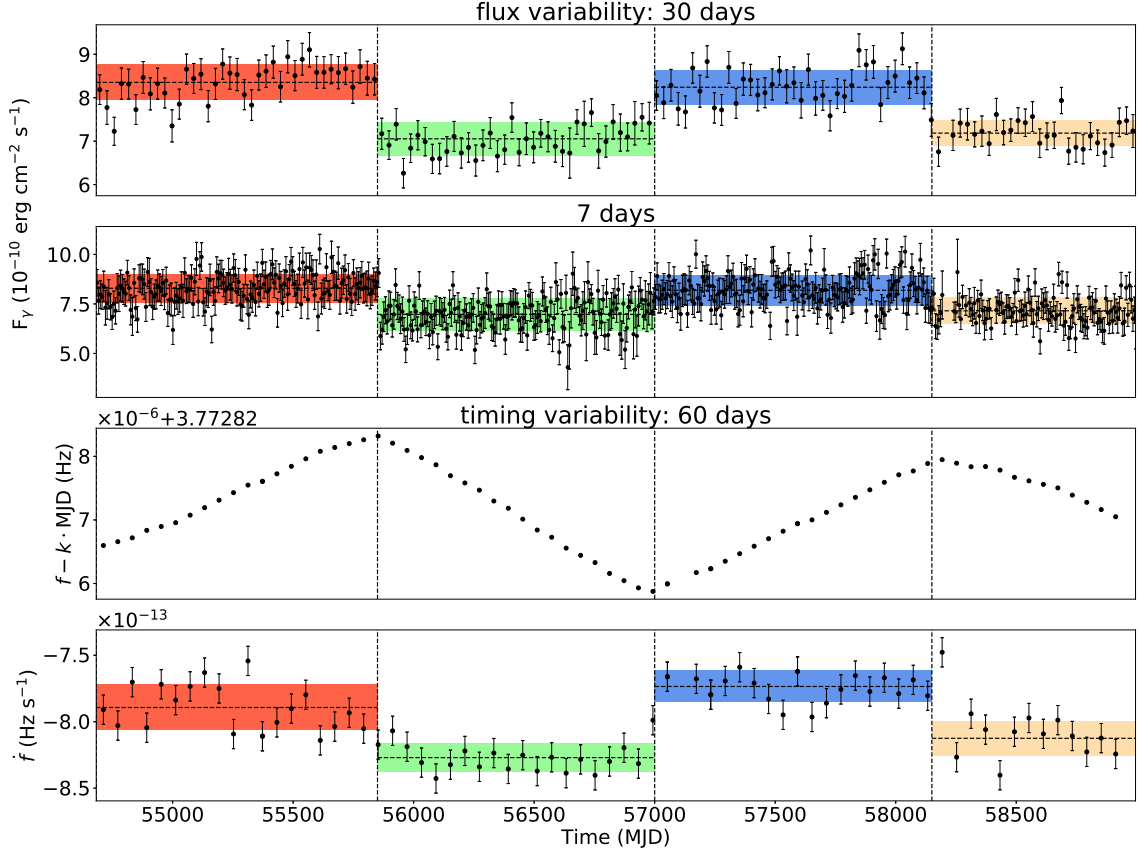 flux variability: 30 days
9
8
7
6
7 days
10.0
7.5
5.0
F_γ (10⁻¹⁰ erg cm⁻² s⁻¹)
×10⁻⁶+3.77282
timing variability: 60 days
8
7
6
f − k · MJD (Hz)
×10⁻¹³
−7.5
−8.0
−8.5
ḟ (Hz s⁻¹)
55000 55500 56000 56500 57000 57500 58000 58500
Time (MJD)